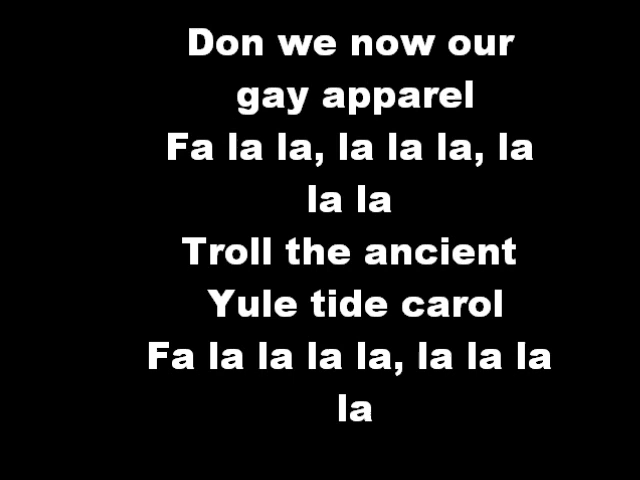 Don we now our
gay apparel
Fa la la, la la la, la
la la
Troll the ancient
Yule tide carol
Fa la la la la, la la la
la